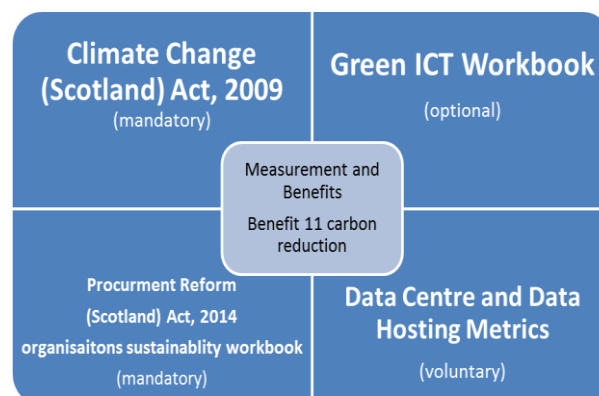 Climate Change
(Scotland) Act, 2009
(mandatory)
Green ICT Workbook
(optional)
Measurement and
Benefits
Benefit 11 carbon
reduction
Procurment Reform
(Scotland) Act, 2014
organisaitons sustainablity workbook
(mandatory)
Data Centre and Data
Hosting Metrics
(voluntary)